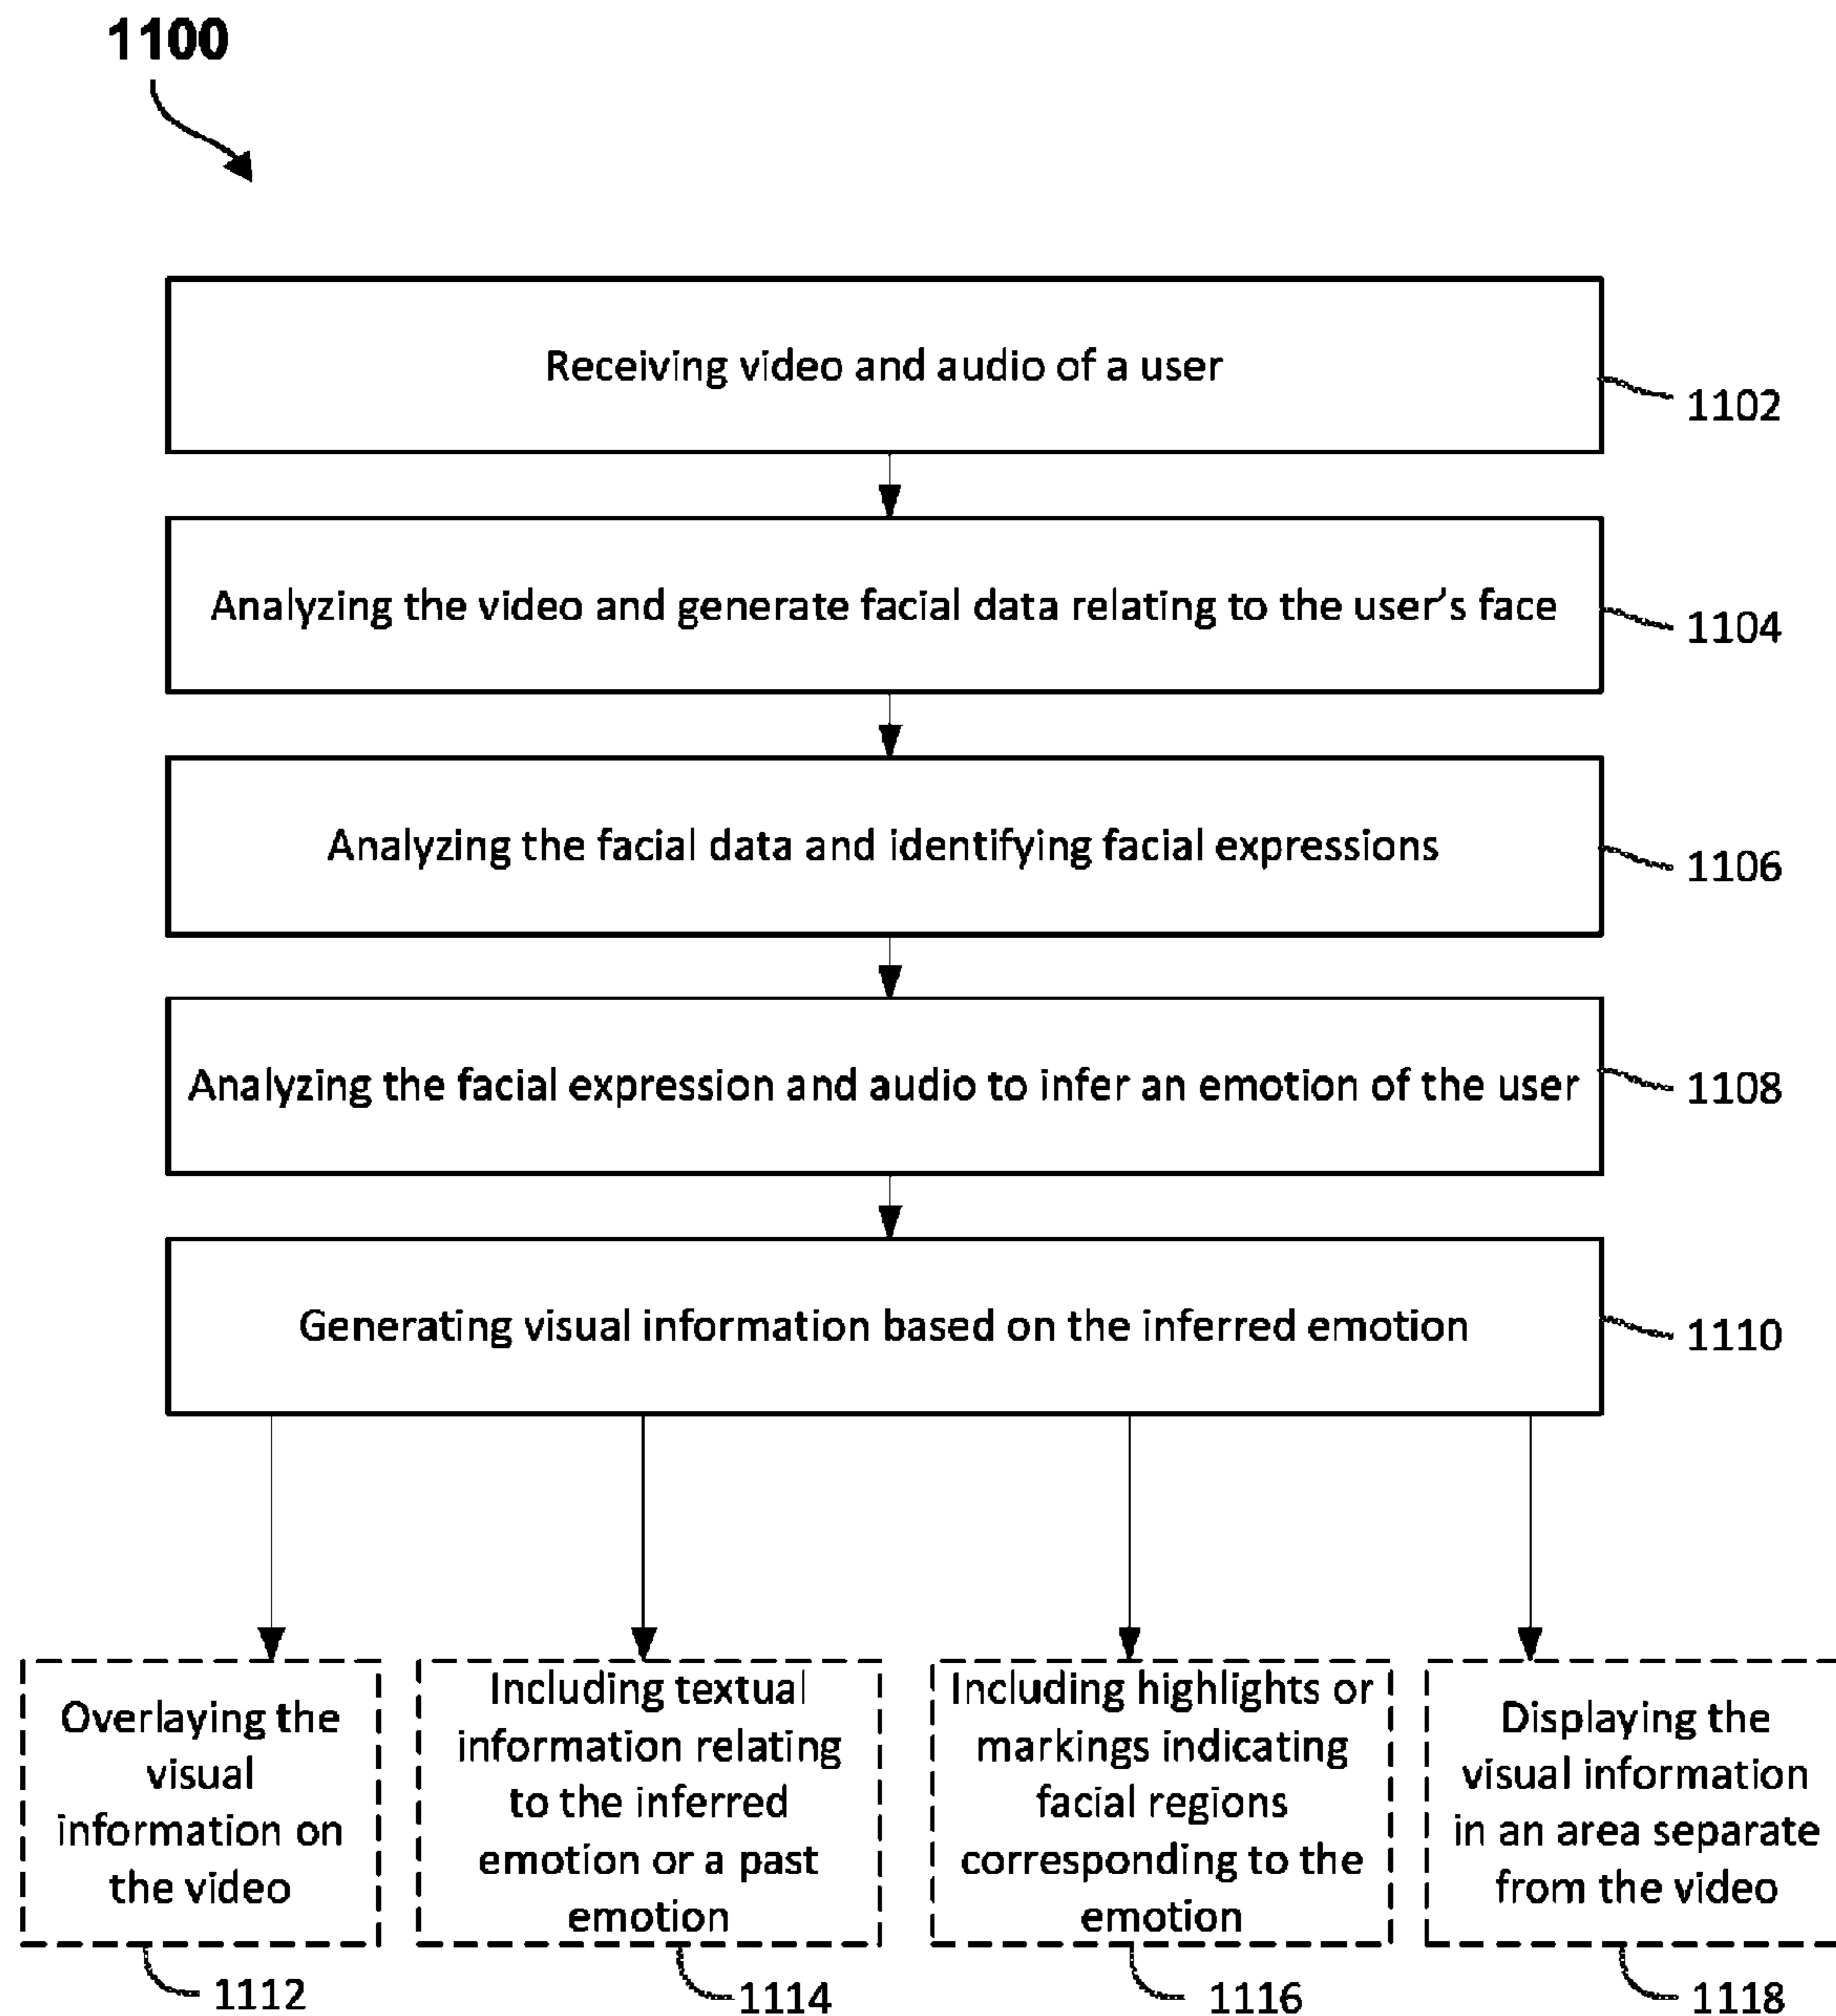 1100
Receiving video and audio of a user
1102
Analyzing the video and generate facial data relating to the user's face
1104
Analyzing the facial data and identifying facial expressions
1106
Analyzing the facial expression and audio to infer an emotion of the user
1108
Generating visual information based on the inferred emotion
1110
Overlaying the
visual
information on
the video
1112
Including textual
information relating
to the inferred
emotion or a past
emotion
1114
Including highlights or
markings indicating
facial regions
corresponding to the
emotion
1116
Displaying the
visual information
in an area separate
from the video
1118